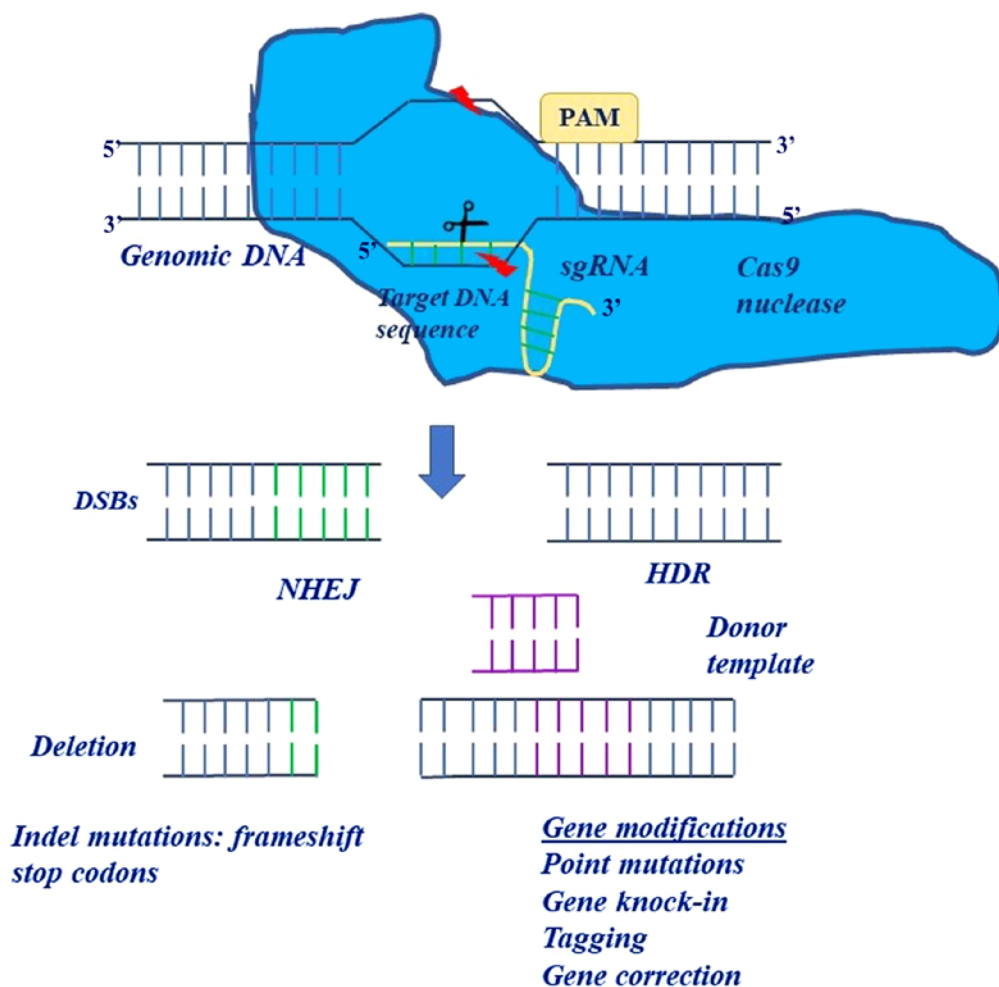 PAM
5’
3’
3’
5’
Genomic DNA
5’
sgRNA
Cas9
nuclease
Target DNA
sequence
3’
DSBs
NHEJ
HDR
Donor
template
Deletion
Indel mutations: frameshift
stop codons
Gene modifications
Point mutations
Gene knock-in
Tagging
Gene correction